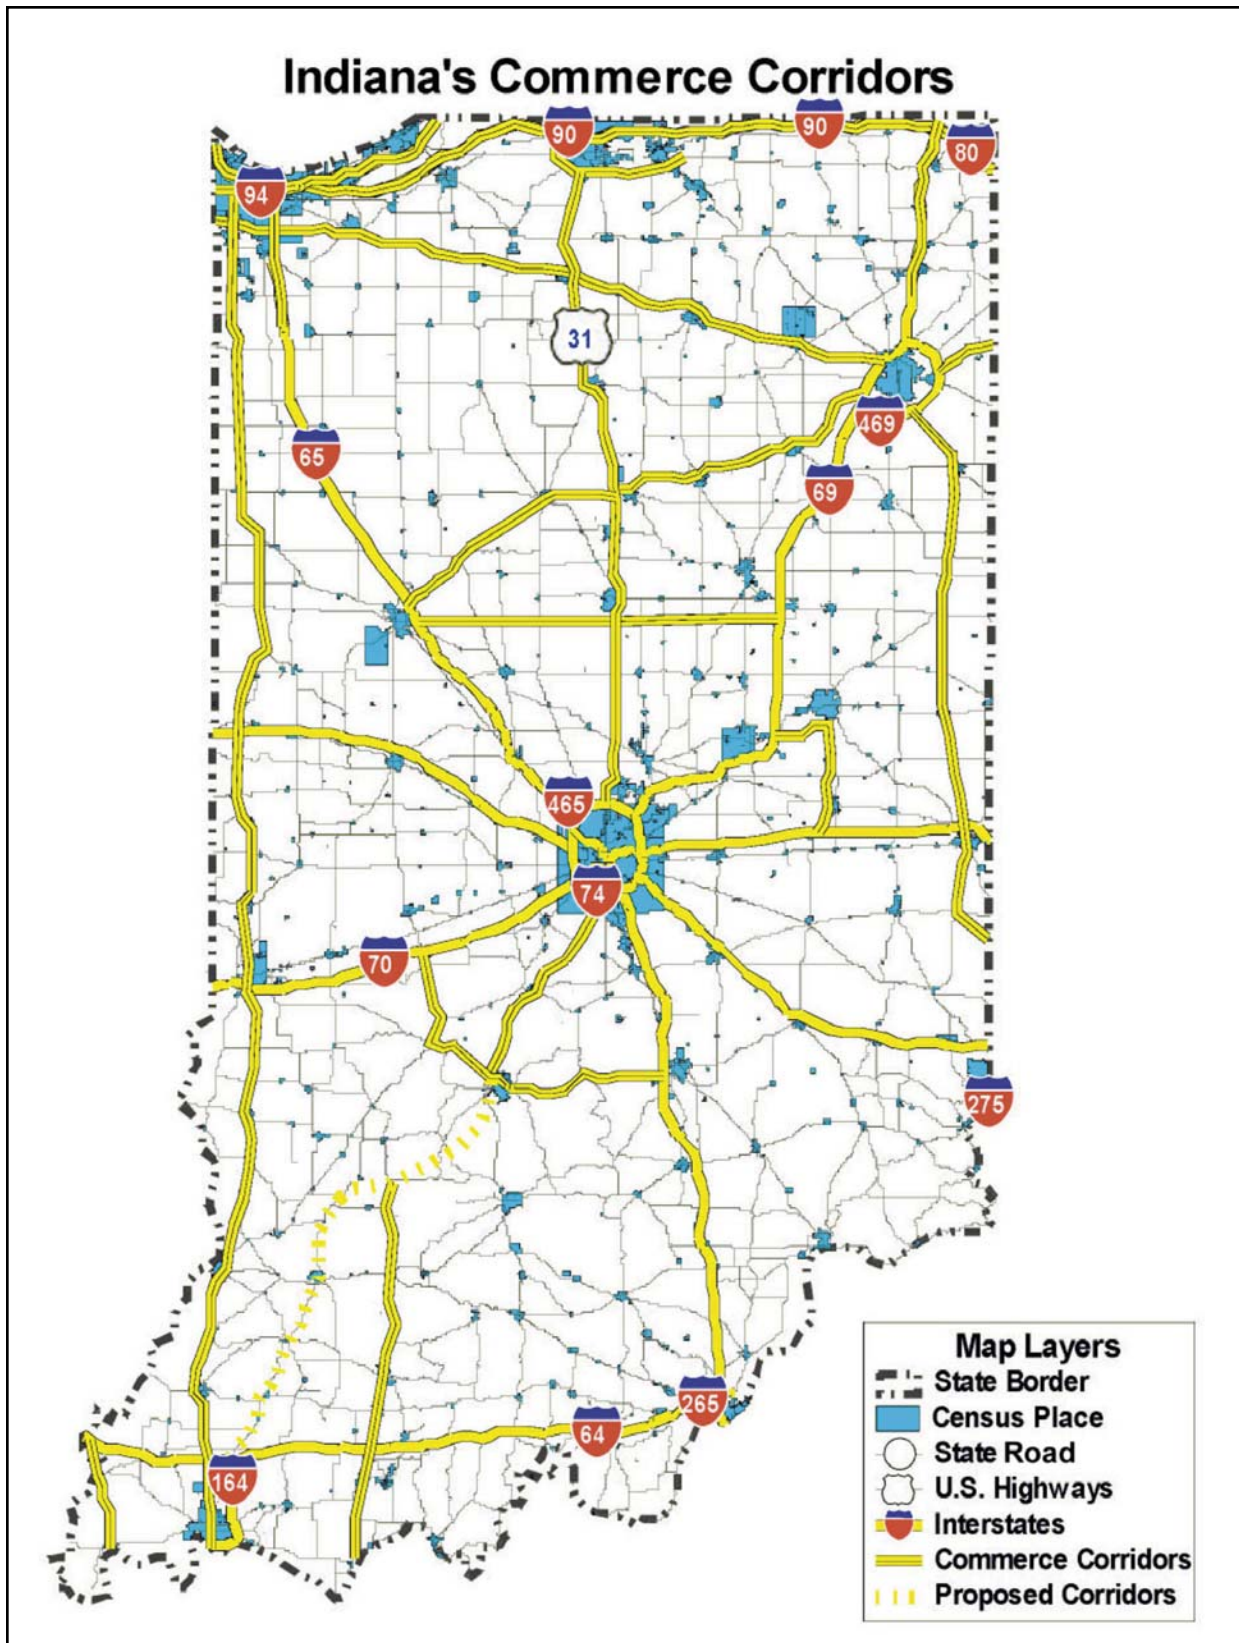 Indiana's Commerce Corridors
90
90
80
94
31
469
65
69
465
74
70
275
265
64
164
Map Layers
State Border
Census Place
State Road
U.S. Highways
Interstates
Commerce Corridors
Proposed Corridors